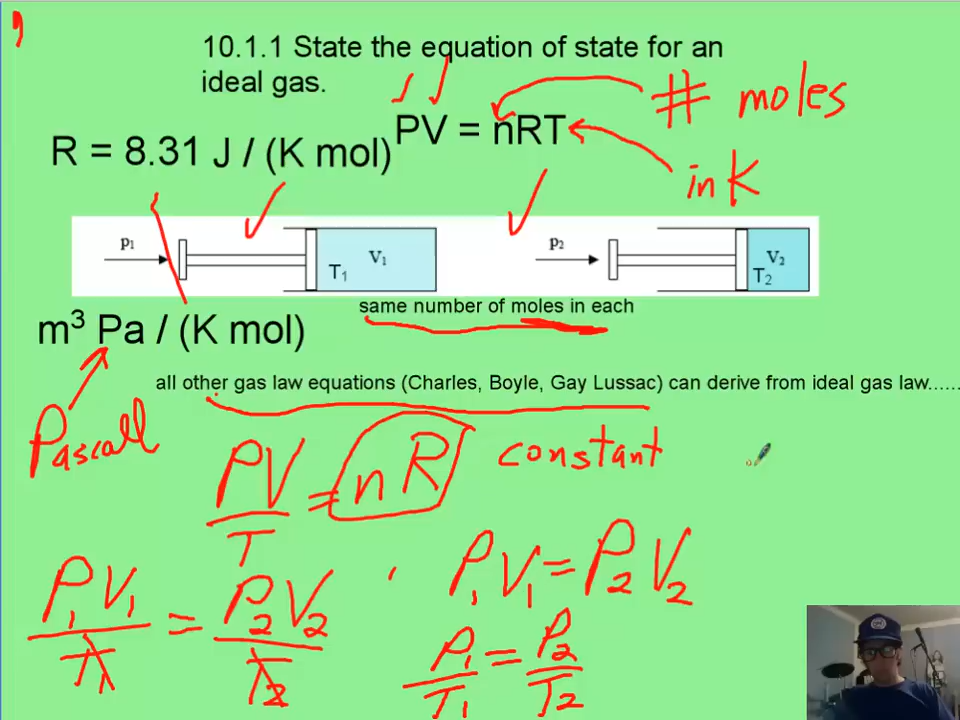 10.1.1 State the equation of state for an
ideal gas.
# moles
PV = nRT
R = 8.31 J / (K mol)
in K
p1
T1
V1
p2
T2
V2
same number of moles in each
m³ Pa / (K mol)
all other gas law equations (Charles, Boyle, Gay Lussac) can derive from ideal gas law......
Pascall
PV/T = nR constant
P1V1/T1 = P2V2/T2
P1V1 = P2V2
P1/T1 = P2/T2